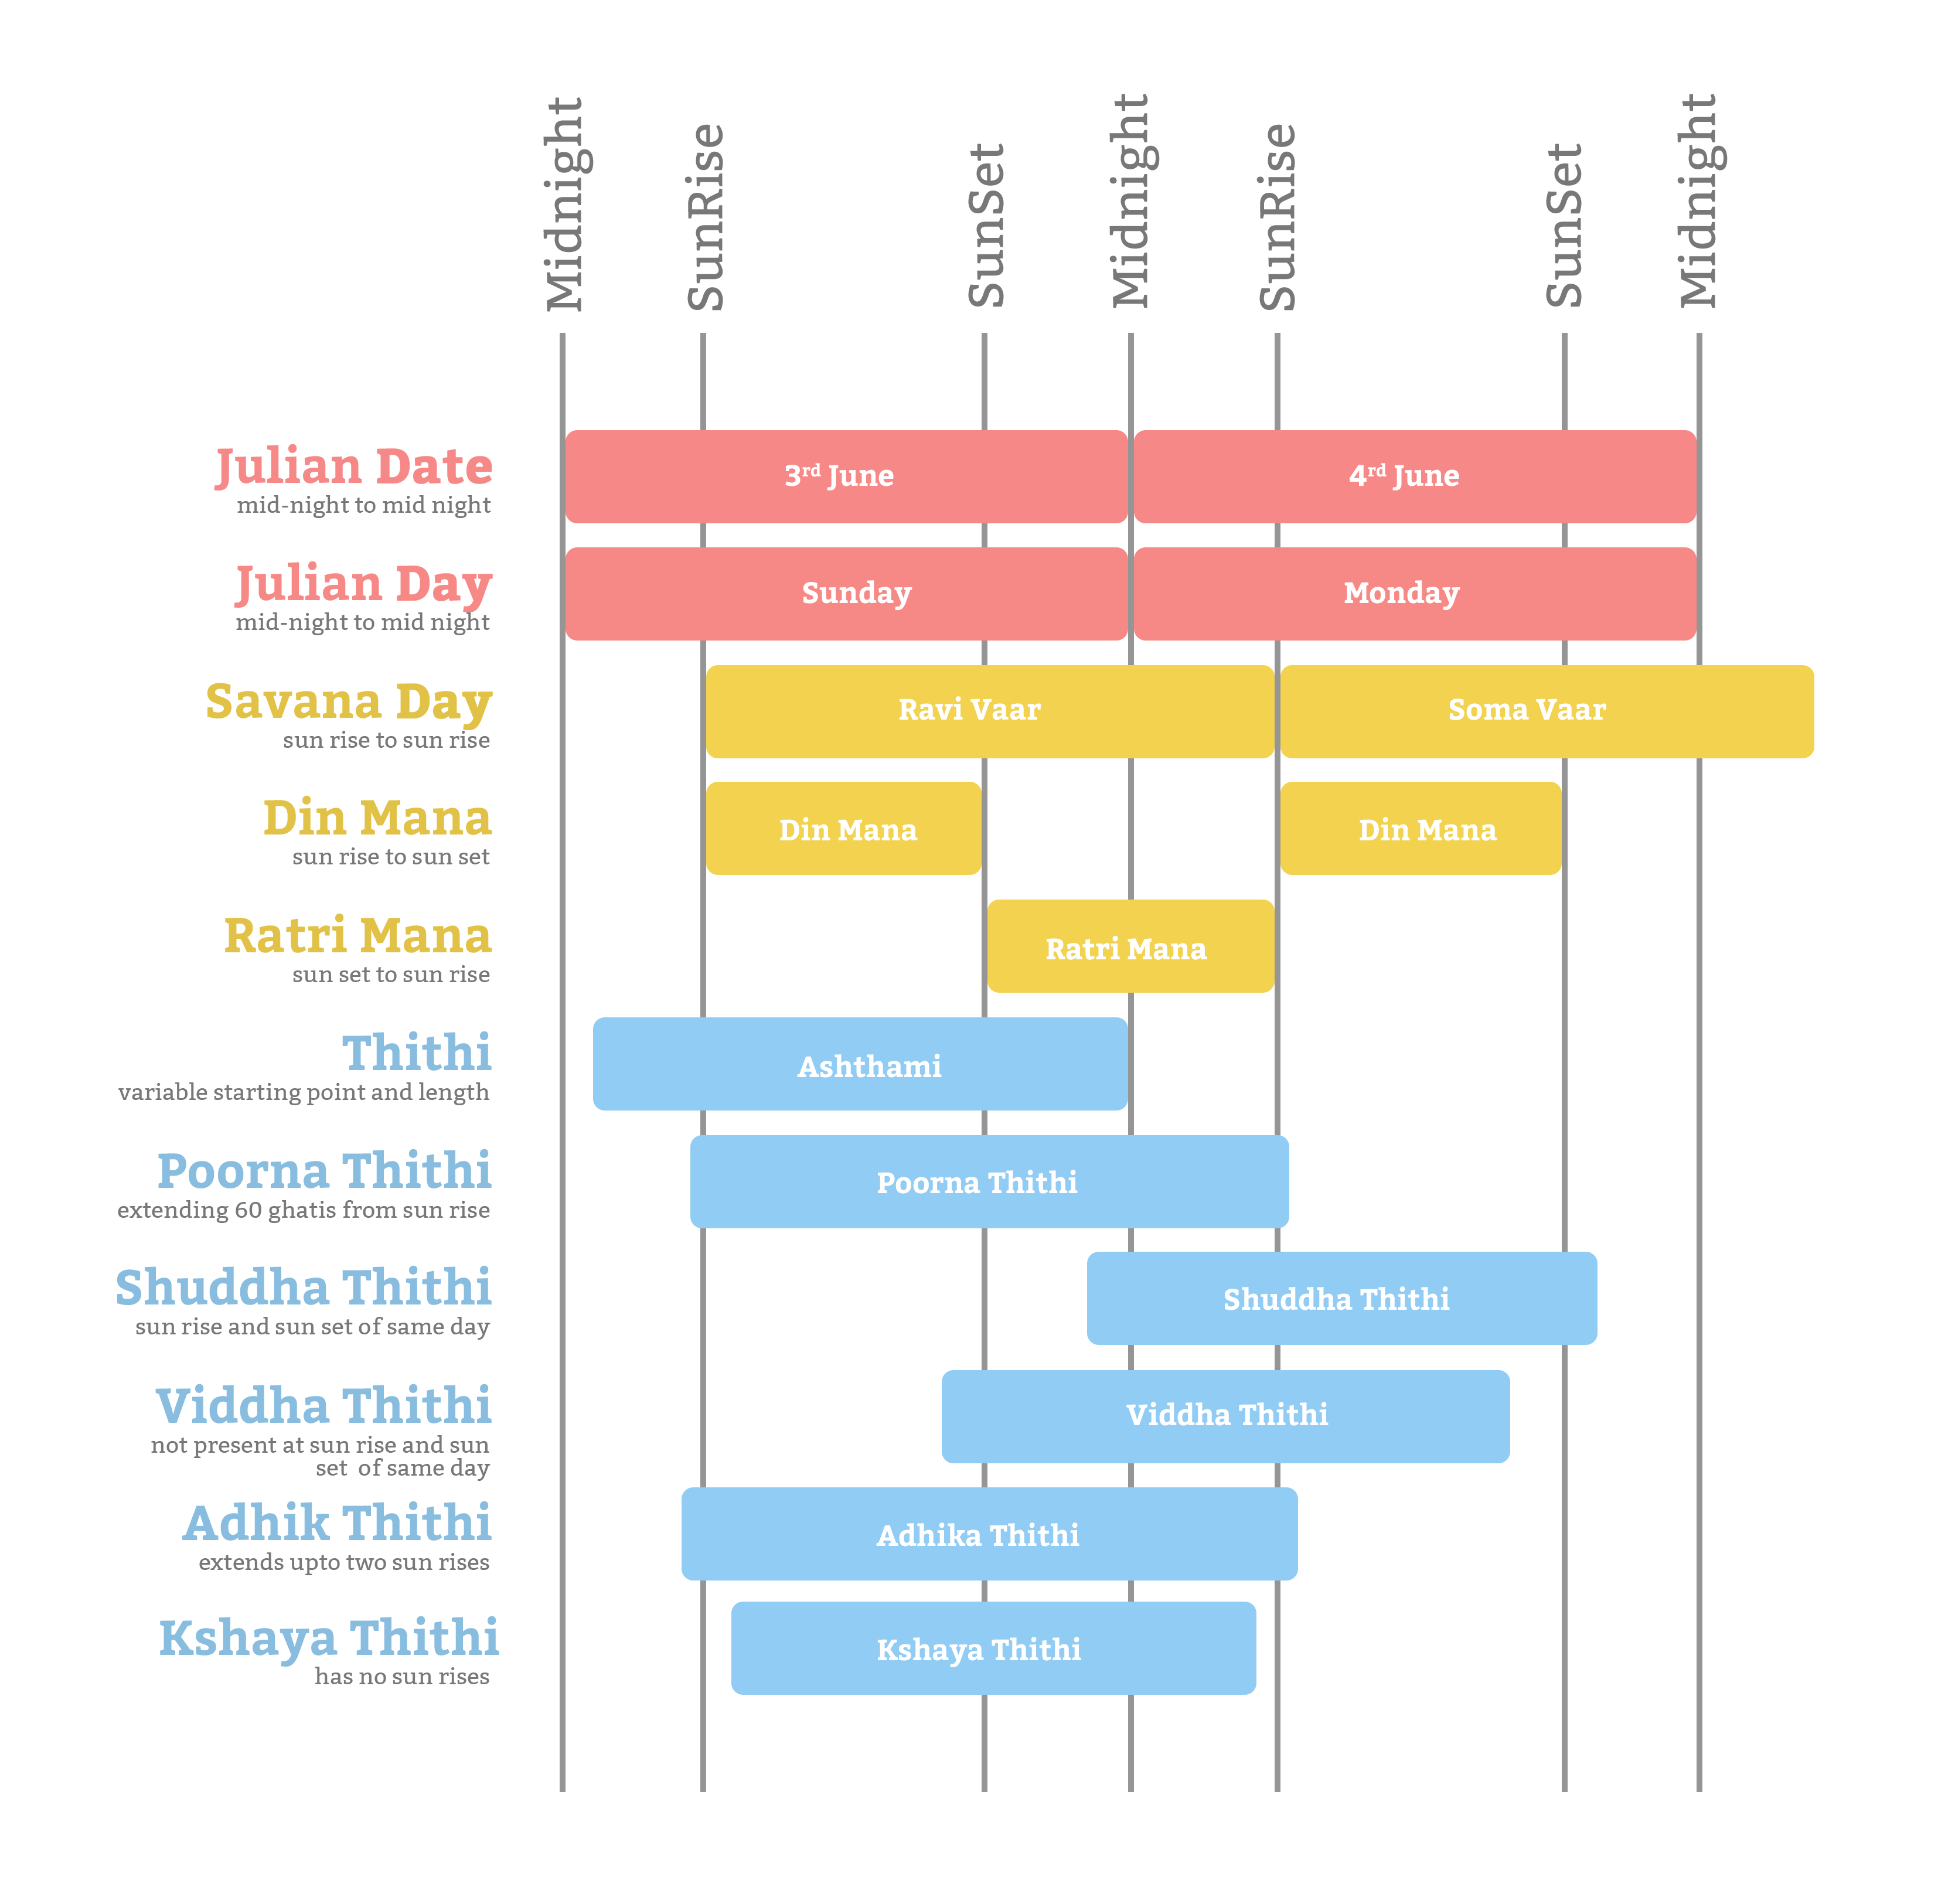 Midnight
SunRise
SunSet
Midnight
SunRise
SunSet
Midnight
Julian Date
mid-night to mid night
3rd June
4rd June
Julian Day
mid-night to mid night
Sunday
Monday
Savana Day
sun rise to sun rise
Ravi Vaar
Soma Vaar
Din Mana
sun rise to sun set
Din Mana
Din Mana
Ratri Mana
sun set to sun rise
Ratri Mana
Thithi
variable starting point and length
Ashthami
Poorna Thithi
extending 60 ghatis from sun rise
Poorna Thithi
Shuddha Thithi
sun rise and sun set of same day
Shuddha Thithi
Viddha Thithi
not present at sun rise and sun
set  of same day
Viddha Thithi
Adhik Thithi
extends upto two sun rises
Adhika Thithi
Kshaya Thithi
has no sun rises
Kshaya Thithi